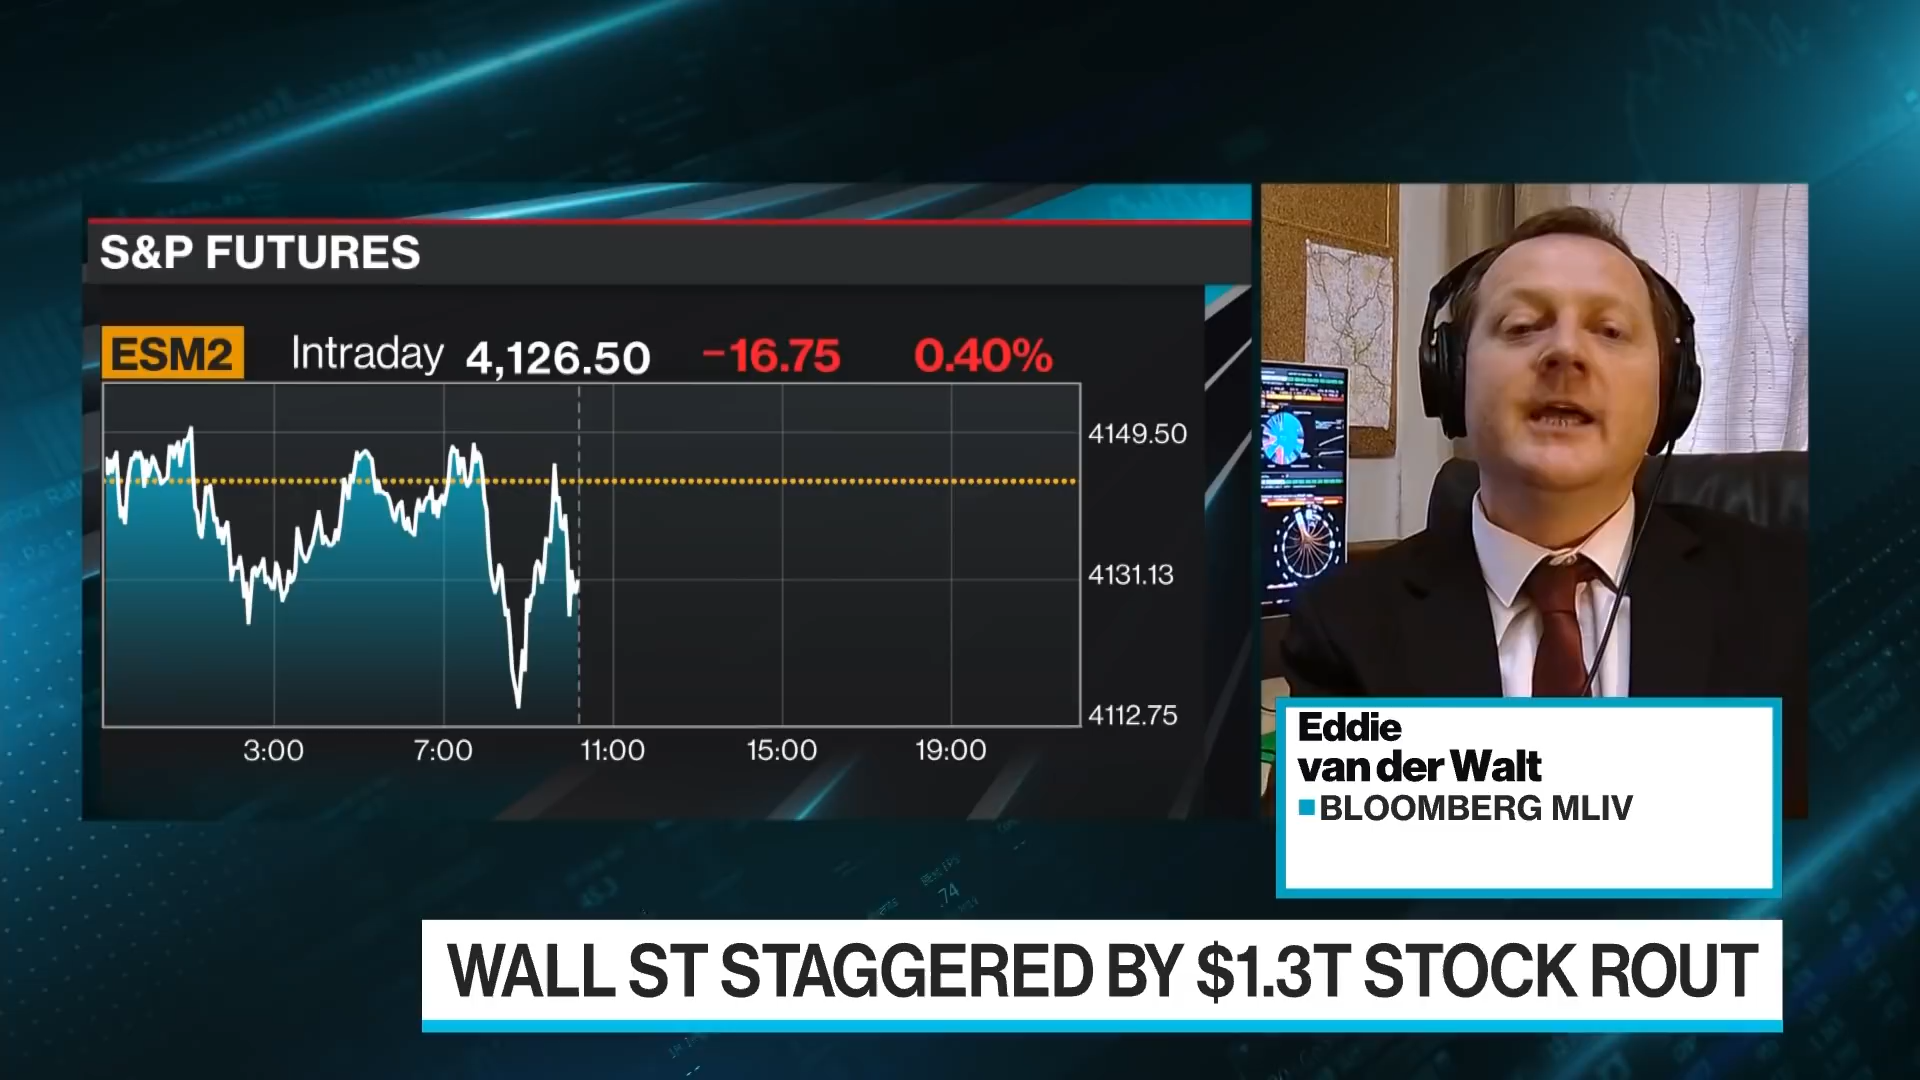 S&P FUTURES
ESM2 Intraday 4,126.50 −16.75 0.40%
4149.50
4131.13
4112.75
3:00 7:00 11:00 15:00 19:00
Eddie
van der Walt
BLOOMBERG MLIV
WALL ST STAGGERED BY $1.3T STOCK ROUT